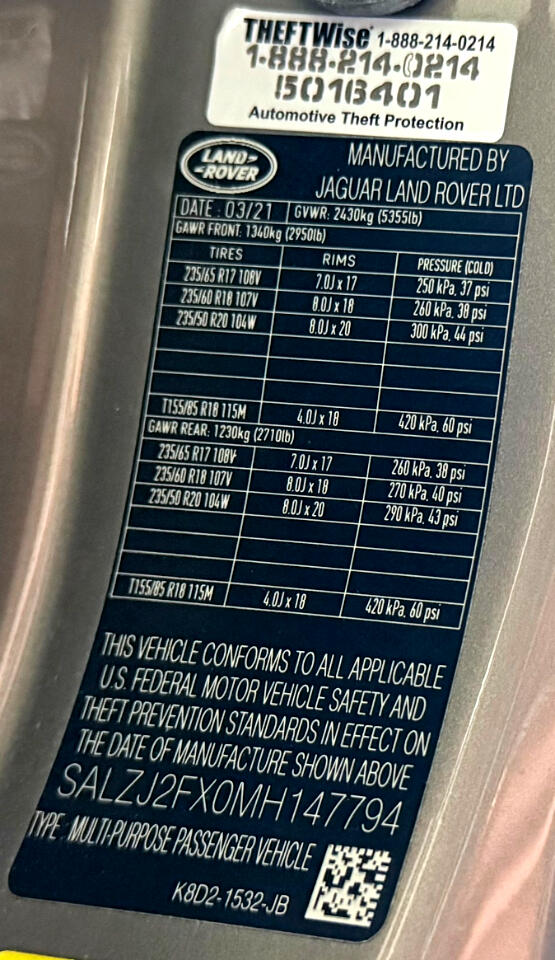 THEFTWise 1-888-214-0214
1-888-214-0214
15016401
Automotive Theft Protection
LAND-
-ROVER
MANUFACTURED BY
JAGUAR LAND ROVER LTD
DATE: 03/21 GVWR: 2430kg (5355lb)
GAWR FRONT: 1340kg (2950lb)
TIRES RIMS PRESSURE (COLD)
235/65 R17 108V 7.0J x 17 250 kPa, 37 psi
235/60 R18 107V 8.0J x 18 260 kPa, 38 psi
235/50 R20 104W 8.0J x 20 300 kPa, 44 psi
T155/85 R18 115M 4.0J x 18 420 kPa, 60 psi
GAWR REAR: 1230kg (2710lb)
235/65 R17 108V 7.0J x 17 260 kPa, 38 psi
235/60 R18 107V 8.0J x 18 270 kPa, 40 psi
235/50 R20 104W 8.0J x 20 290 kPa, 43 psi
T155/85 R18 115M 4.0J x 18 420 kPa, 60 psi
THIS VEHICLE CONFORMS TO ALL APPLICABLE
U.S. FEDERAL MOTOR VEHICLE SAFETY AND
THEFT PREVENTION STANDARDS IN EFFECT ON
THE DATE OF MANUFACTURE SHOWN ABOVE
SALZJ2FX0MH147794
TYPE: MULTI-PURPOSE PASSENGER VEHICLE
K8D2-1532-JB